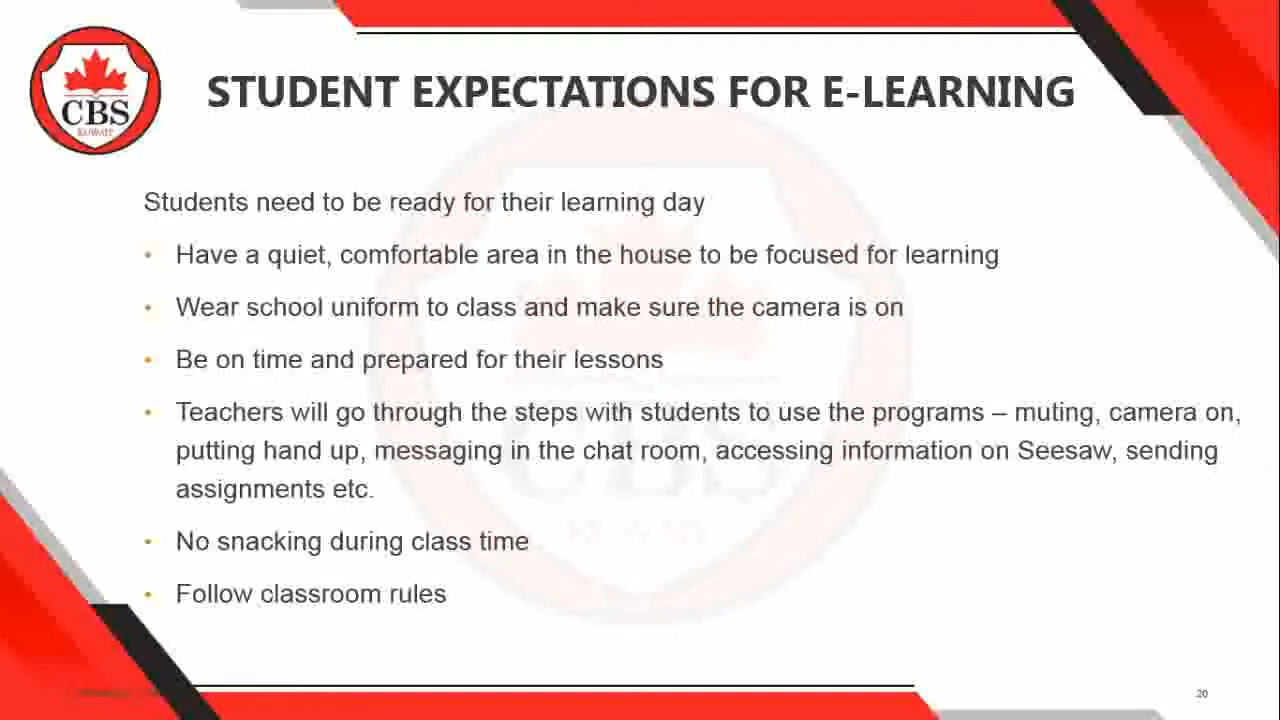 CBS
KUWAIT
STUDENT EXPECTATIONS FOR E-LEARNING
Students need to be ready for their learning day
• Have a quiet, comfortable area in the house to be focused for learning
• Wear school uniform to class and make sure the camera is on
• Be on time and prepared for their lessons
• Teachers will go through the steps with students to use the programs – muting, camera on,
putting hand up, messaging in the chat room, accessing information on Seesaw, sending
assignments etc.
• No snacking during class time
• Follow classroom rules
CBS
20